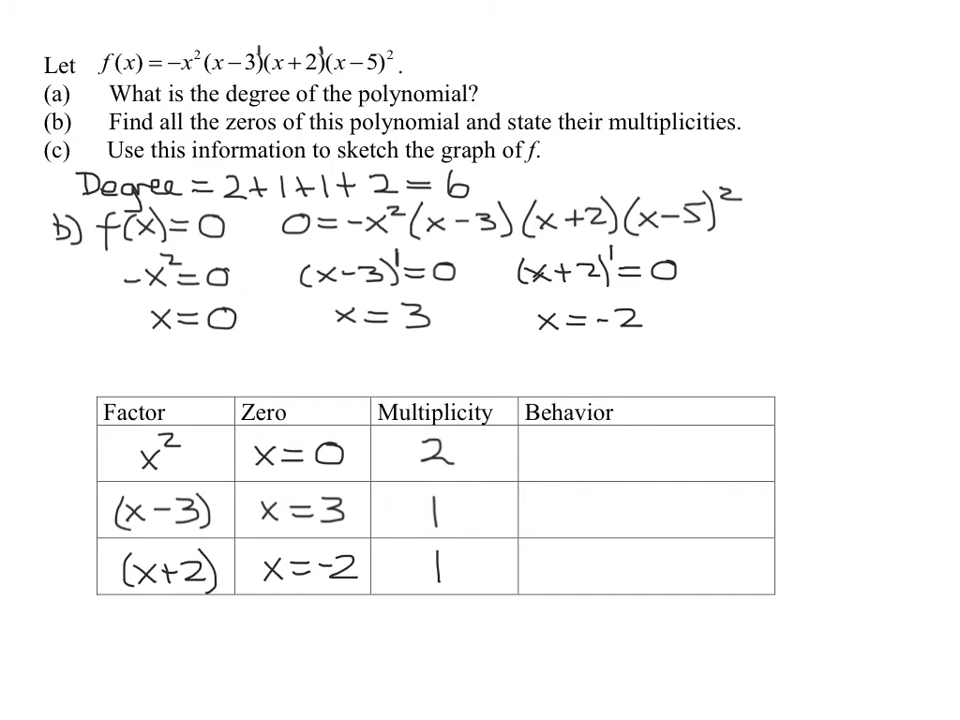 Let f(x) = −x²(x − 3)¹(x + 2)¹(x − 5)².
(a) What is the degree of the polynomial?
(b) Find all the zeros of this polynomial and state their multiplicities.
(c) Use this information to sketch the graph of f.
Degree = 2+1+1+2 = 6
b) f(x)=0 0=-x²(x-3)(x+2)(x-5)²
-x²=0 (x-3)¹=0 (x+2)¹=0
x=0 x=3 x=-2
Factor Zero Multiplicity Behavior
x² x=0 2
(x-3) x=3 1
(x+2) x=-2 1